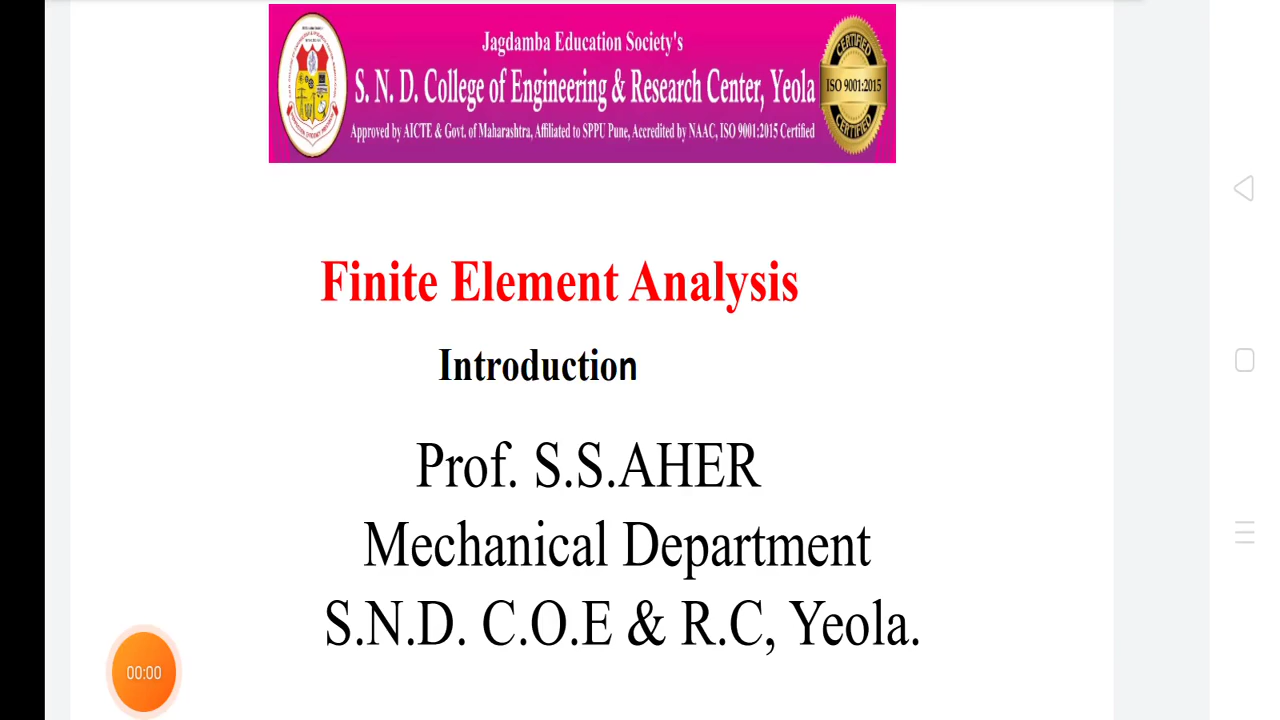 Jagdamba Education Society's
S. N. D. College of Engineering & Research Center, Yeola
Approved by AICTE & Govt. of Maharashtra, Affiliated to SPPU Pune, Accredited by NAAC, ISO 9001:2015 Certified
CERTIFIED
ISO 9001:2015
CERTIFIED
Finite Element Analysis
Introduction
Prof. S.S.AHER
Mechanical Department
S.N.D. C.O.E & R.C, Yeola.
00:00